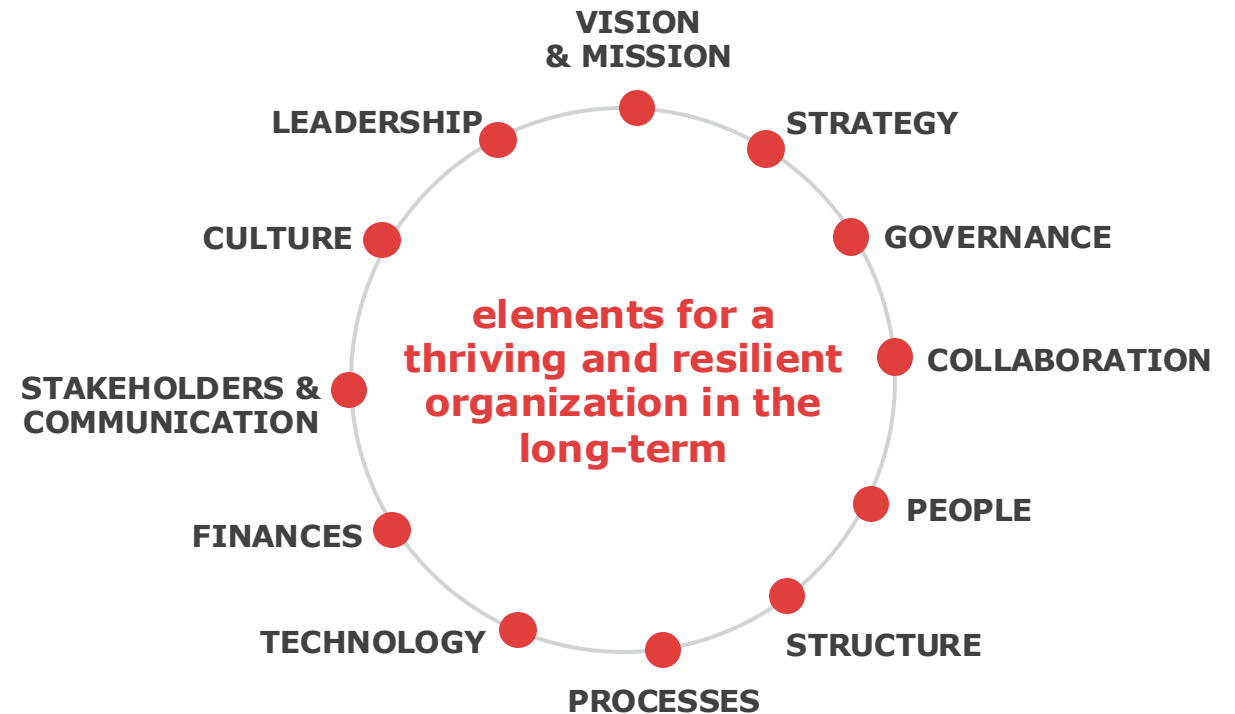 VISION
& MISSION
STRATEGY
GOVERNANCE
COLLABORATION
PEOPLE
STRUCTURE
PROCESSES
TECHNOLOGY
FINANCES
STAKEHOLDERS &
COMMUNICATION
CULTURE
LEADERSHIP
elements for a
thriving and resilient
organization in the
long-term